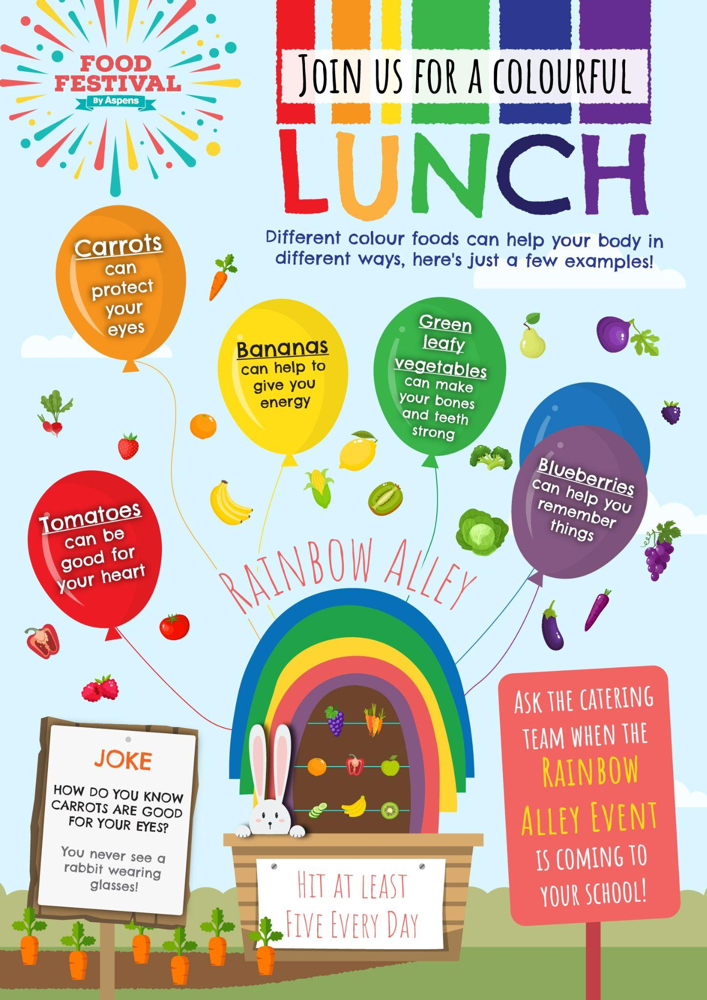 FOOD
FESTIVAL
By Aspens
JOIN US FOR A COLOURFUL
LUNCH
Different colour foods can help your body in
different ways, here's just a few examples!
Carrots
can
protect
your
eyes
Bananas
can help to
give you
energy
Green
leafy
vegetables
can make
your bones
and teeth
strong
Blueberries
can help you
remember
things
Tomatoes
can be
good for
your heart
RAINBOW ALLEY
JOKE
HOW DO YOU KNOW
CARROTS ARE GOOD
FOR YOUR EYES?
You never see a
rabbit wearing
glasses!
HIT AT LEAST
FIVE EVERY DAY
ASK THE CATERING
TEAM WHEN THE
RAINBOW
ALLEY EVENT
IS COMING TO
YOUR SCHOOL!